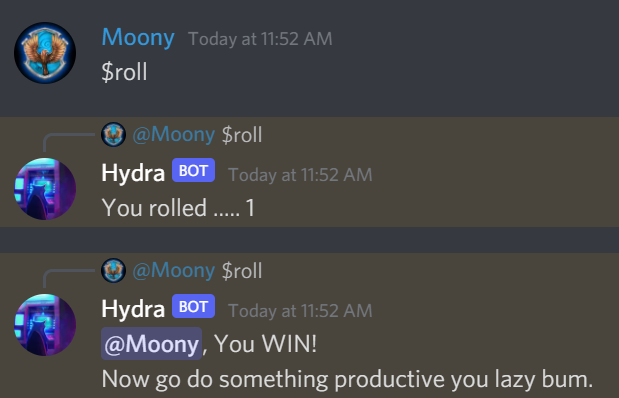 Moony Today at 11:52 AM
$roll
@Moony $roll
Hydra BOT Today at 11:52 AM
You rolled ..... 1
@Moony $roll
Hydra BOT Today at 11:52 AM
@Moony, You WIN!
Now go do something productive you lazy bum.